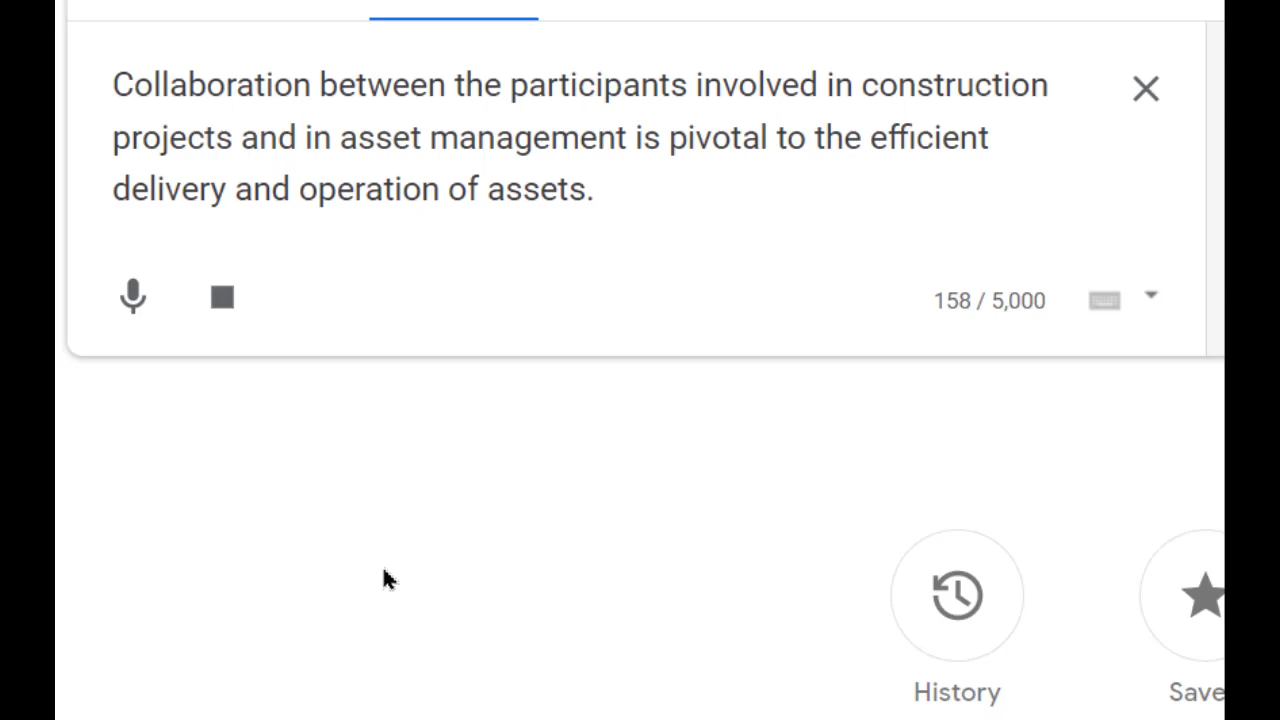 Collaboration between the participants involved in construction
projects and in asset management is pivotal to the efficient
delivery and operation of assets.
158 / 5,000
History
Save